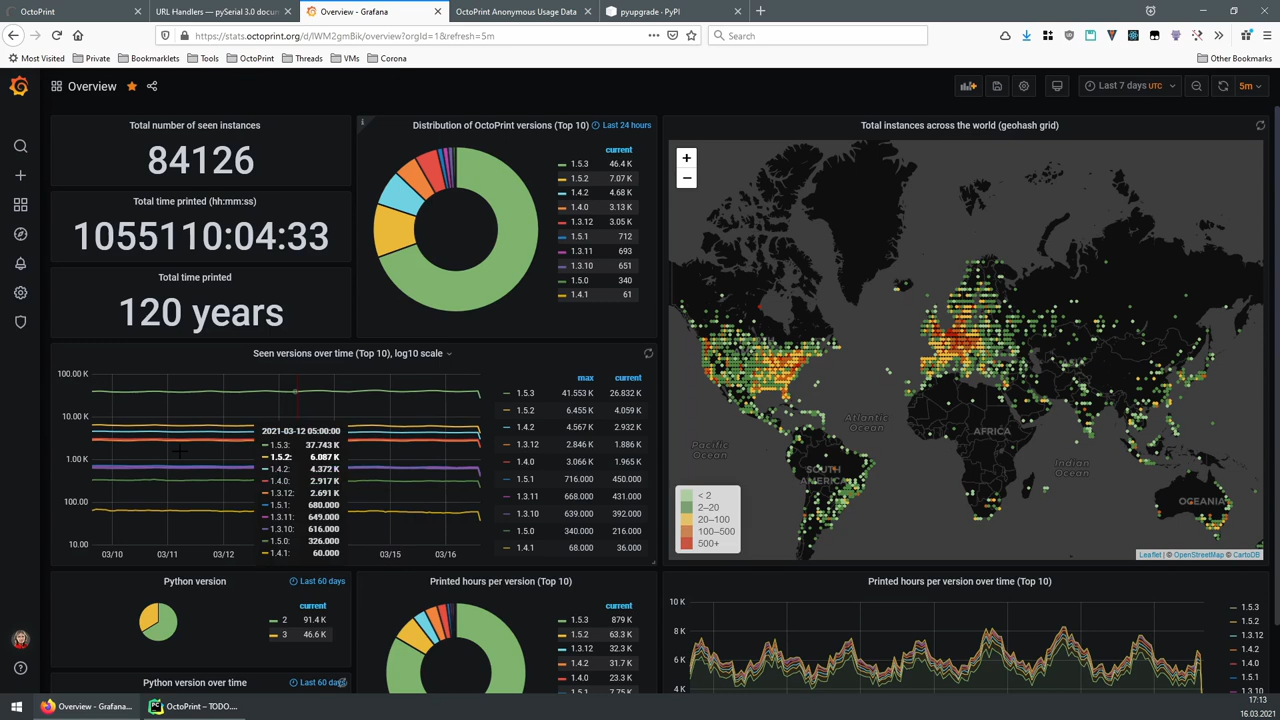 OctoPrint
URL Handlers — pySerial 3.0 docum
Overview - Grafana
OctoPrint Anonymous Usage Data
pyupgrade · PyPI
https://stats.octoprint.org/d/IWM2gmBik/overview?orgId=1&refresh=5m
Search
Most Visited
Private
Bookmarklets
Tools
OctoPrint
Threads
VMs
Corona
Other Bookmarks
Overview
Last 7 days UTC
5m
Total number of seen instances
84126
Total time printed (hh:mm:ss)
1055110:04:33
Total time printed
120 years
Distribution of OctoPrint versions (Top 10) Last 24 hours
current
1.5.3 46.4 K
1.5.2 7.07 K
1.4.2 4.68 K
1.4.0 3.13 K
1.3.12 3.05 K
1.5.1 712
1.3.11 693
1.3.10 651
1.5.0 340
1.4.1 61
Total instances across the world (geohash grid)
+
−
Pacific Ocean
Atlantic Ocean
SOUTH AMERICA
AFRICA
ASIA
Indian Ocean
OCEANIA
< 2
2–20
20–100
100–500
500+
Leaflet | © OpenStreetMap © CartoDB
Seen versions over time (Top 10), log10 scale
100.00 K
10.00 K
1.00 K
100.00
10.00
03/10 03/11 03/12 03/15 03/16
2021-03-12 05:00:00
1.5.3: 37.743 K
1.5.2: 6.087 K
1.4.2: 4.372 K
1.4.0: 2.917 K
1.3.12: 2.691 K
1.5.1: 680.000
1.3.11: 649.000
1.3.10: 616.000
1.5.0: 326.000
1.4.1: 60.000
max current
1.5.3 41.553 K 26.832 K
1.5.2 6.455 K 4.059 K
1.4.2 4.567 K 2.932 K
1.3.12 2.846 K 1.886 K
1.4.0 3.066 K 1.965 K
1.5.1 716.000 450.000
1.3.11 668.000 431.000
1.3.10 639.000 392.000
1.5.0 340.000 216.000
1.4.1 68.000 36.000
Python version Last 60 days
current
2 91.4 K
3 46.6 K
Python version over time Last 60 days
Printed hours per version (Top 10)
current
1.5.3 879 K
1.5.2 63.3 K
1.3.12 32.3 K
1.4.2 31.7 K
1.4.0 23.3 K
1.5.1 7.75 K
Printed hours per version over time (Top 10)
10 K
8 K
6 K
4 K
1.5.3
1.5.2
1.3.12
1.4.2
1.4.0
1.5.1
1.3.10
Overview - Grafana...
OctoPrint – TODO....
17:13
16.03.2021